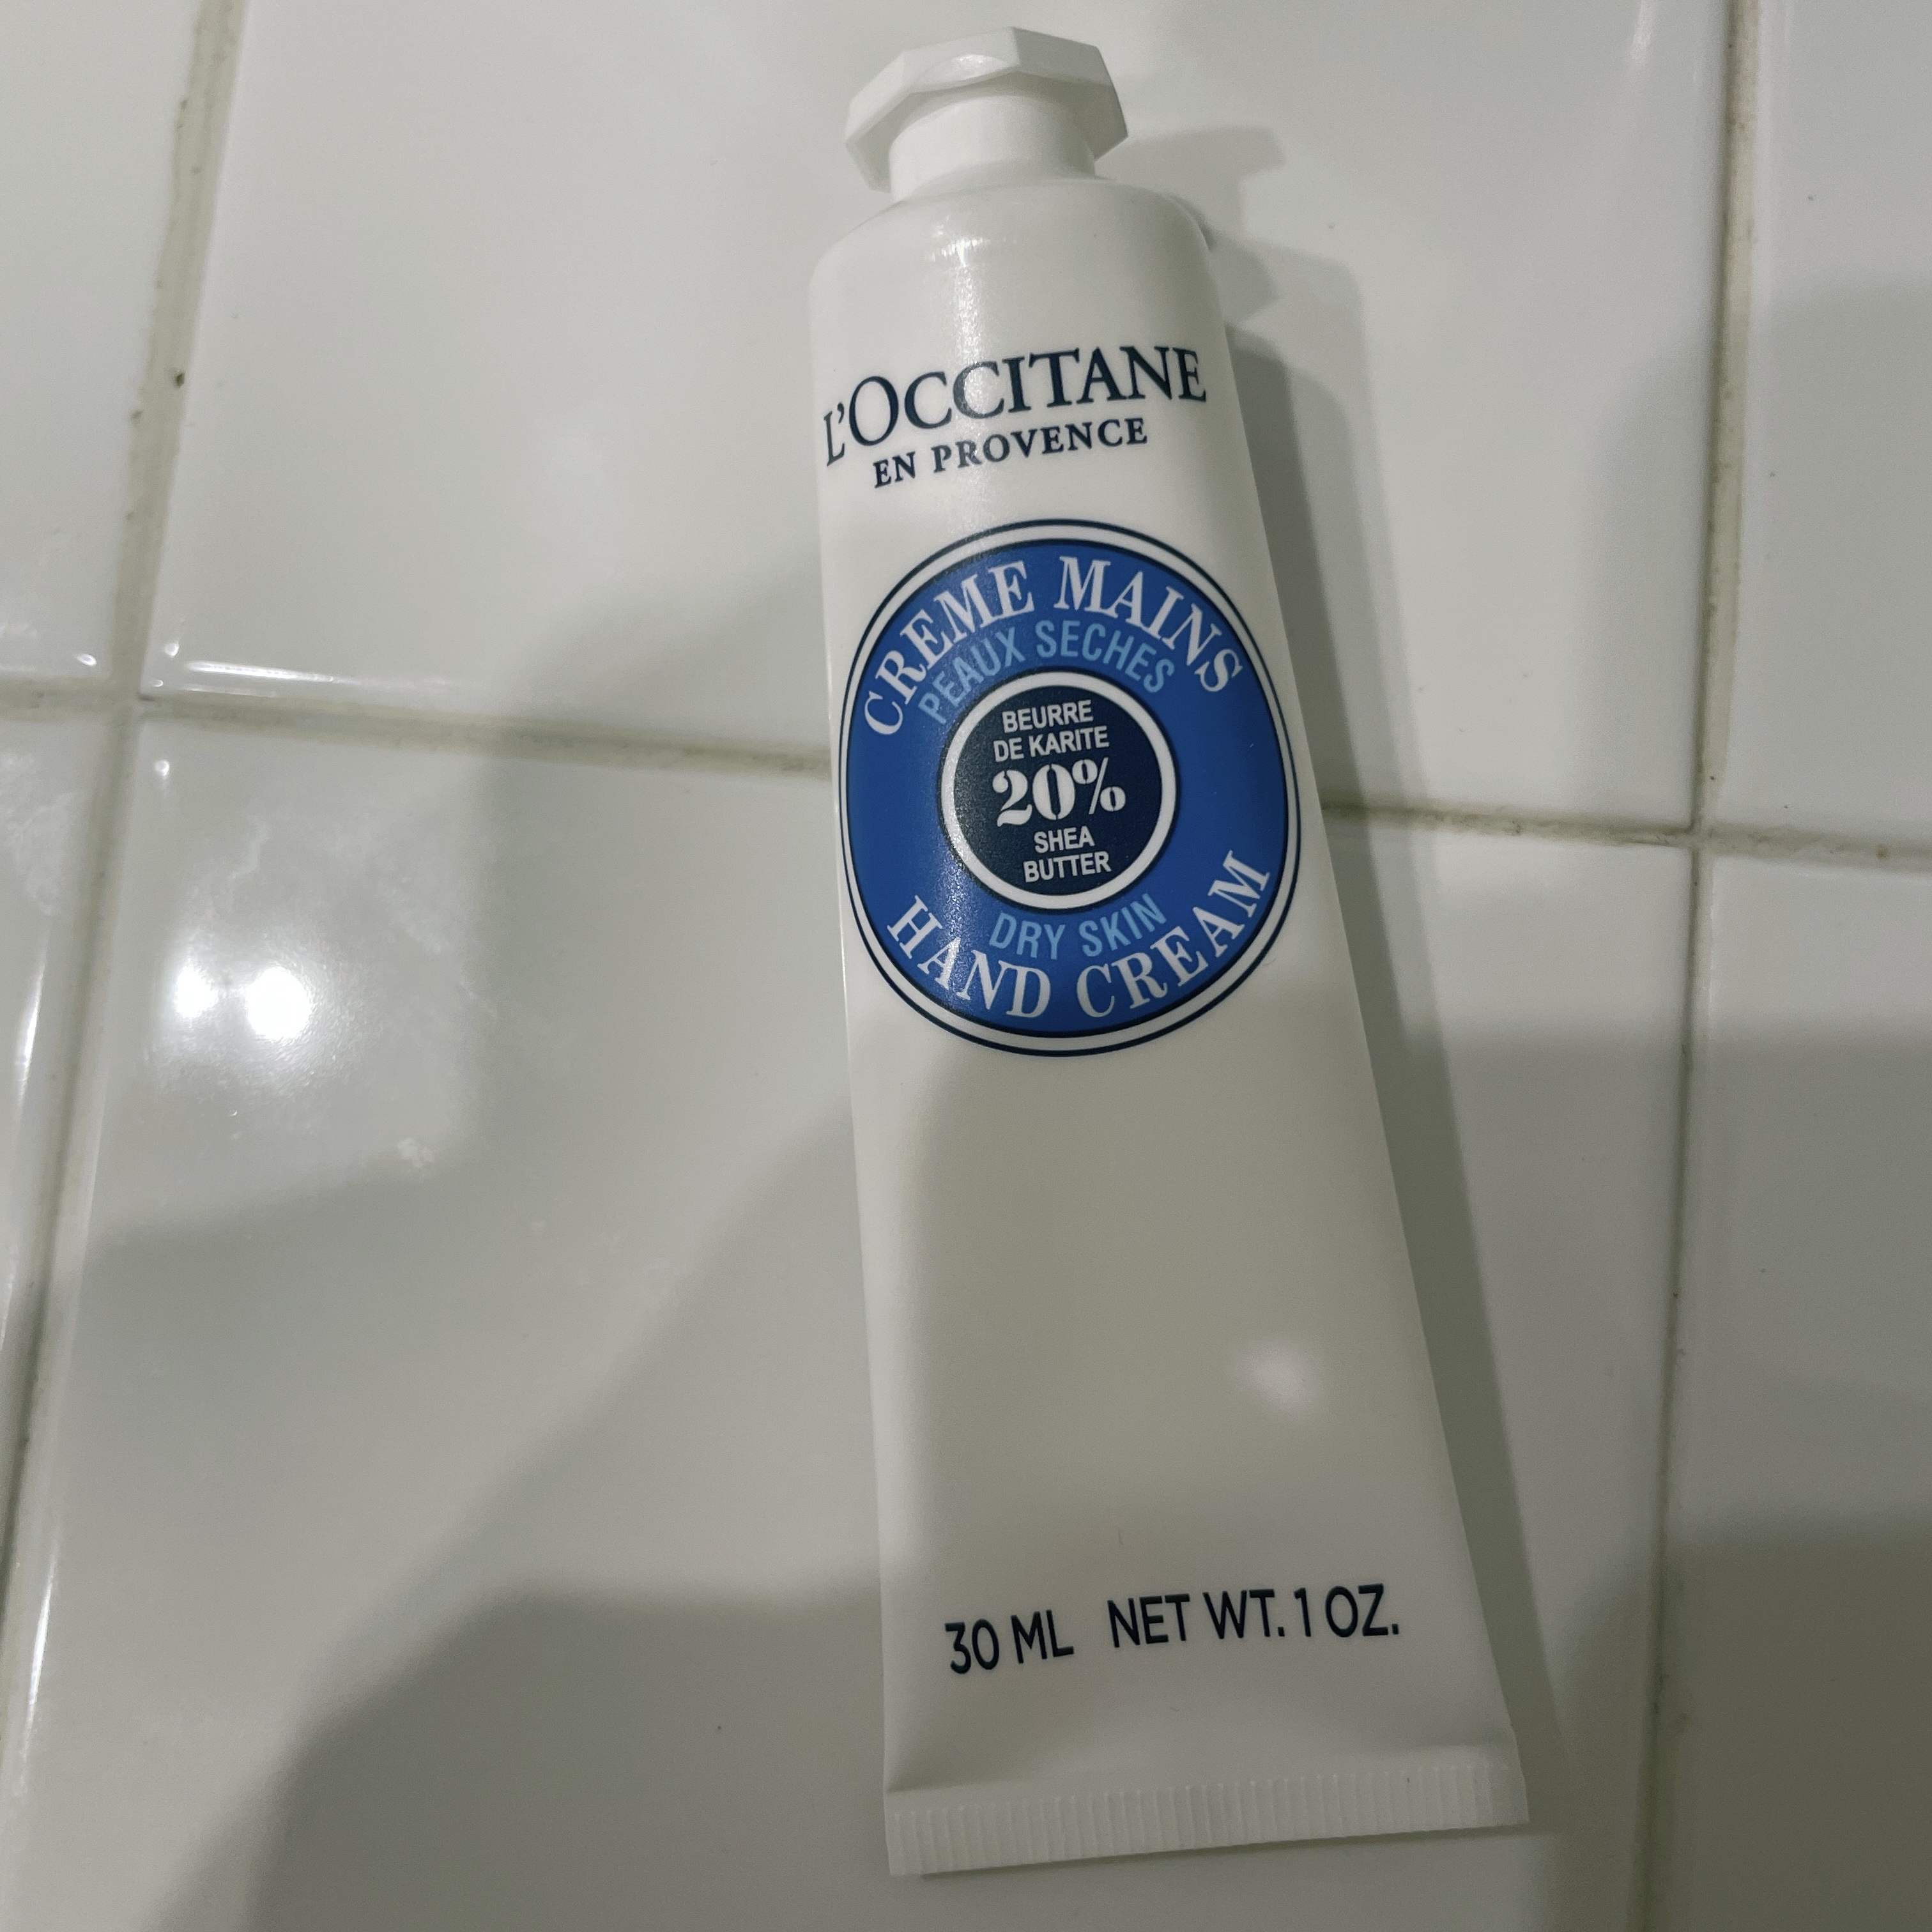 L'OCCITANE
EN PROVENCE
CREME MAINS
PEAUX SECHES
BEURRE
DE KARITE
20%
SHEA
BUTTER
DRY SKIN
HAND CREAM
30 ML NET WT. 1 OZ.